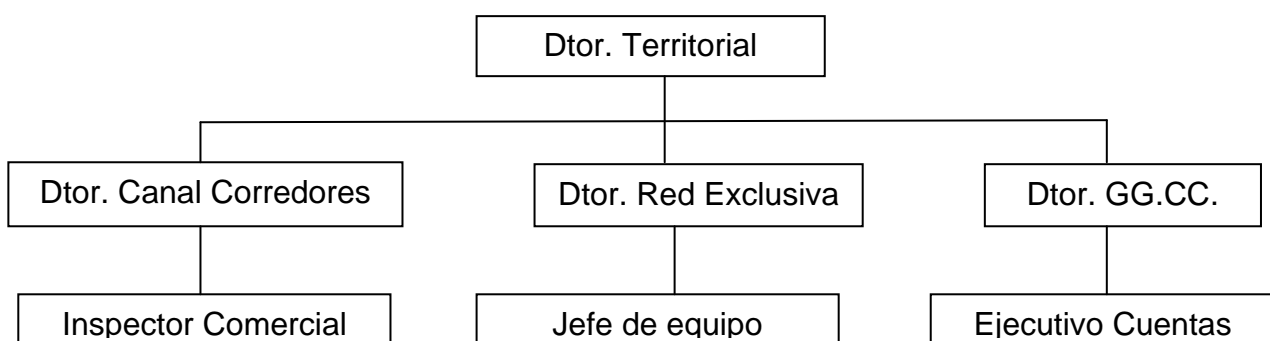 Dtor. Territorial
Dtor. Canal Corredores
Dtor. Red Exclusiva
Dtor. GG.CC.
Inspector Comercial
Jefe de equipo
Ejecutivo Cuentas